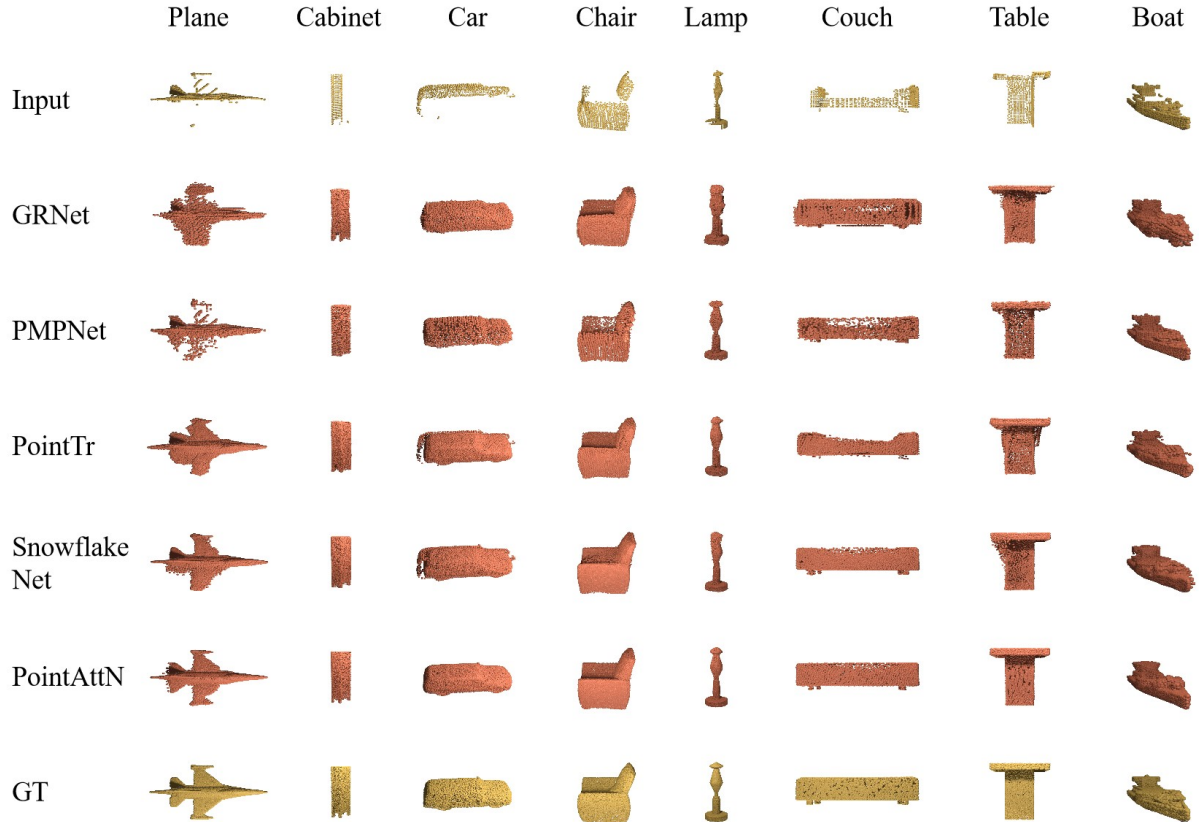 Plane Cabinet Car Chair Lamp Couch Table Boat
Input
GRNet
PMPNet
PointTr
Snowflake
Net
PointAttN
GT